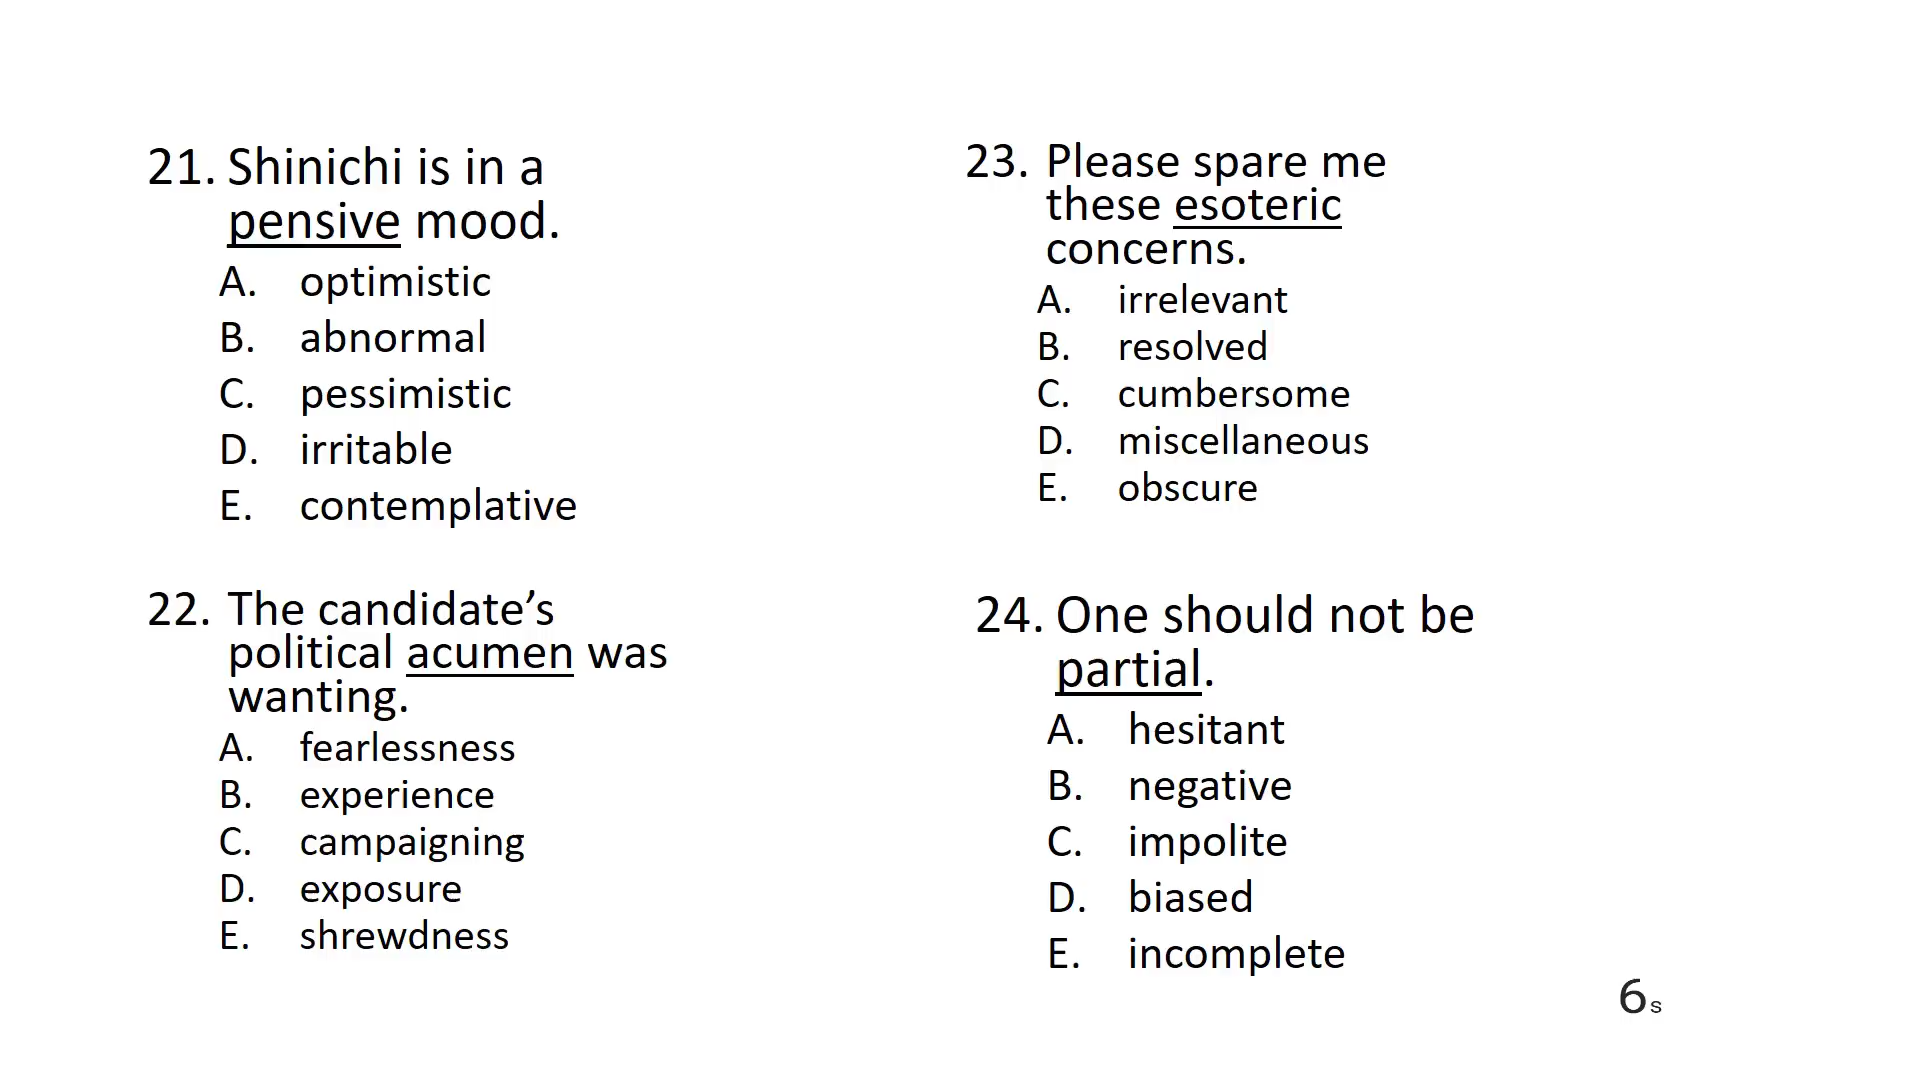 21. Shinichi is in a
pensive mood.
A. optimistic
B. abnormal
C. pessimistic
D. irritable
E. contemplative
22. The candidate’s
political acumen was
wanting.
A. fearlessness
B. experience
C. campaigning
D. exposure
E. shrewdness
23. Please spare me
these esoteric
concerns.
A. irrelevant
B. resolved
C. cumbersome
D. miscellaneous
E. obscure
24. One should not be
partial.
A. hesitant
B. negative
C. impolite
D. biased
E. incomplete
6s